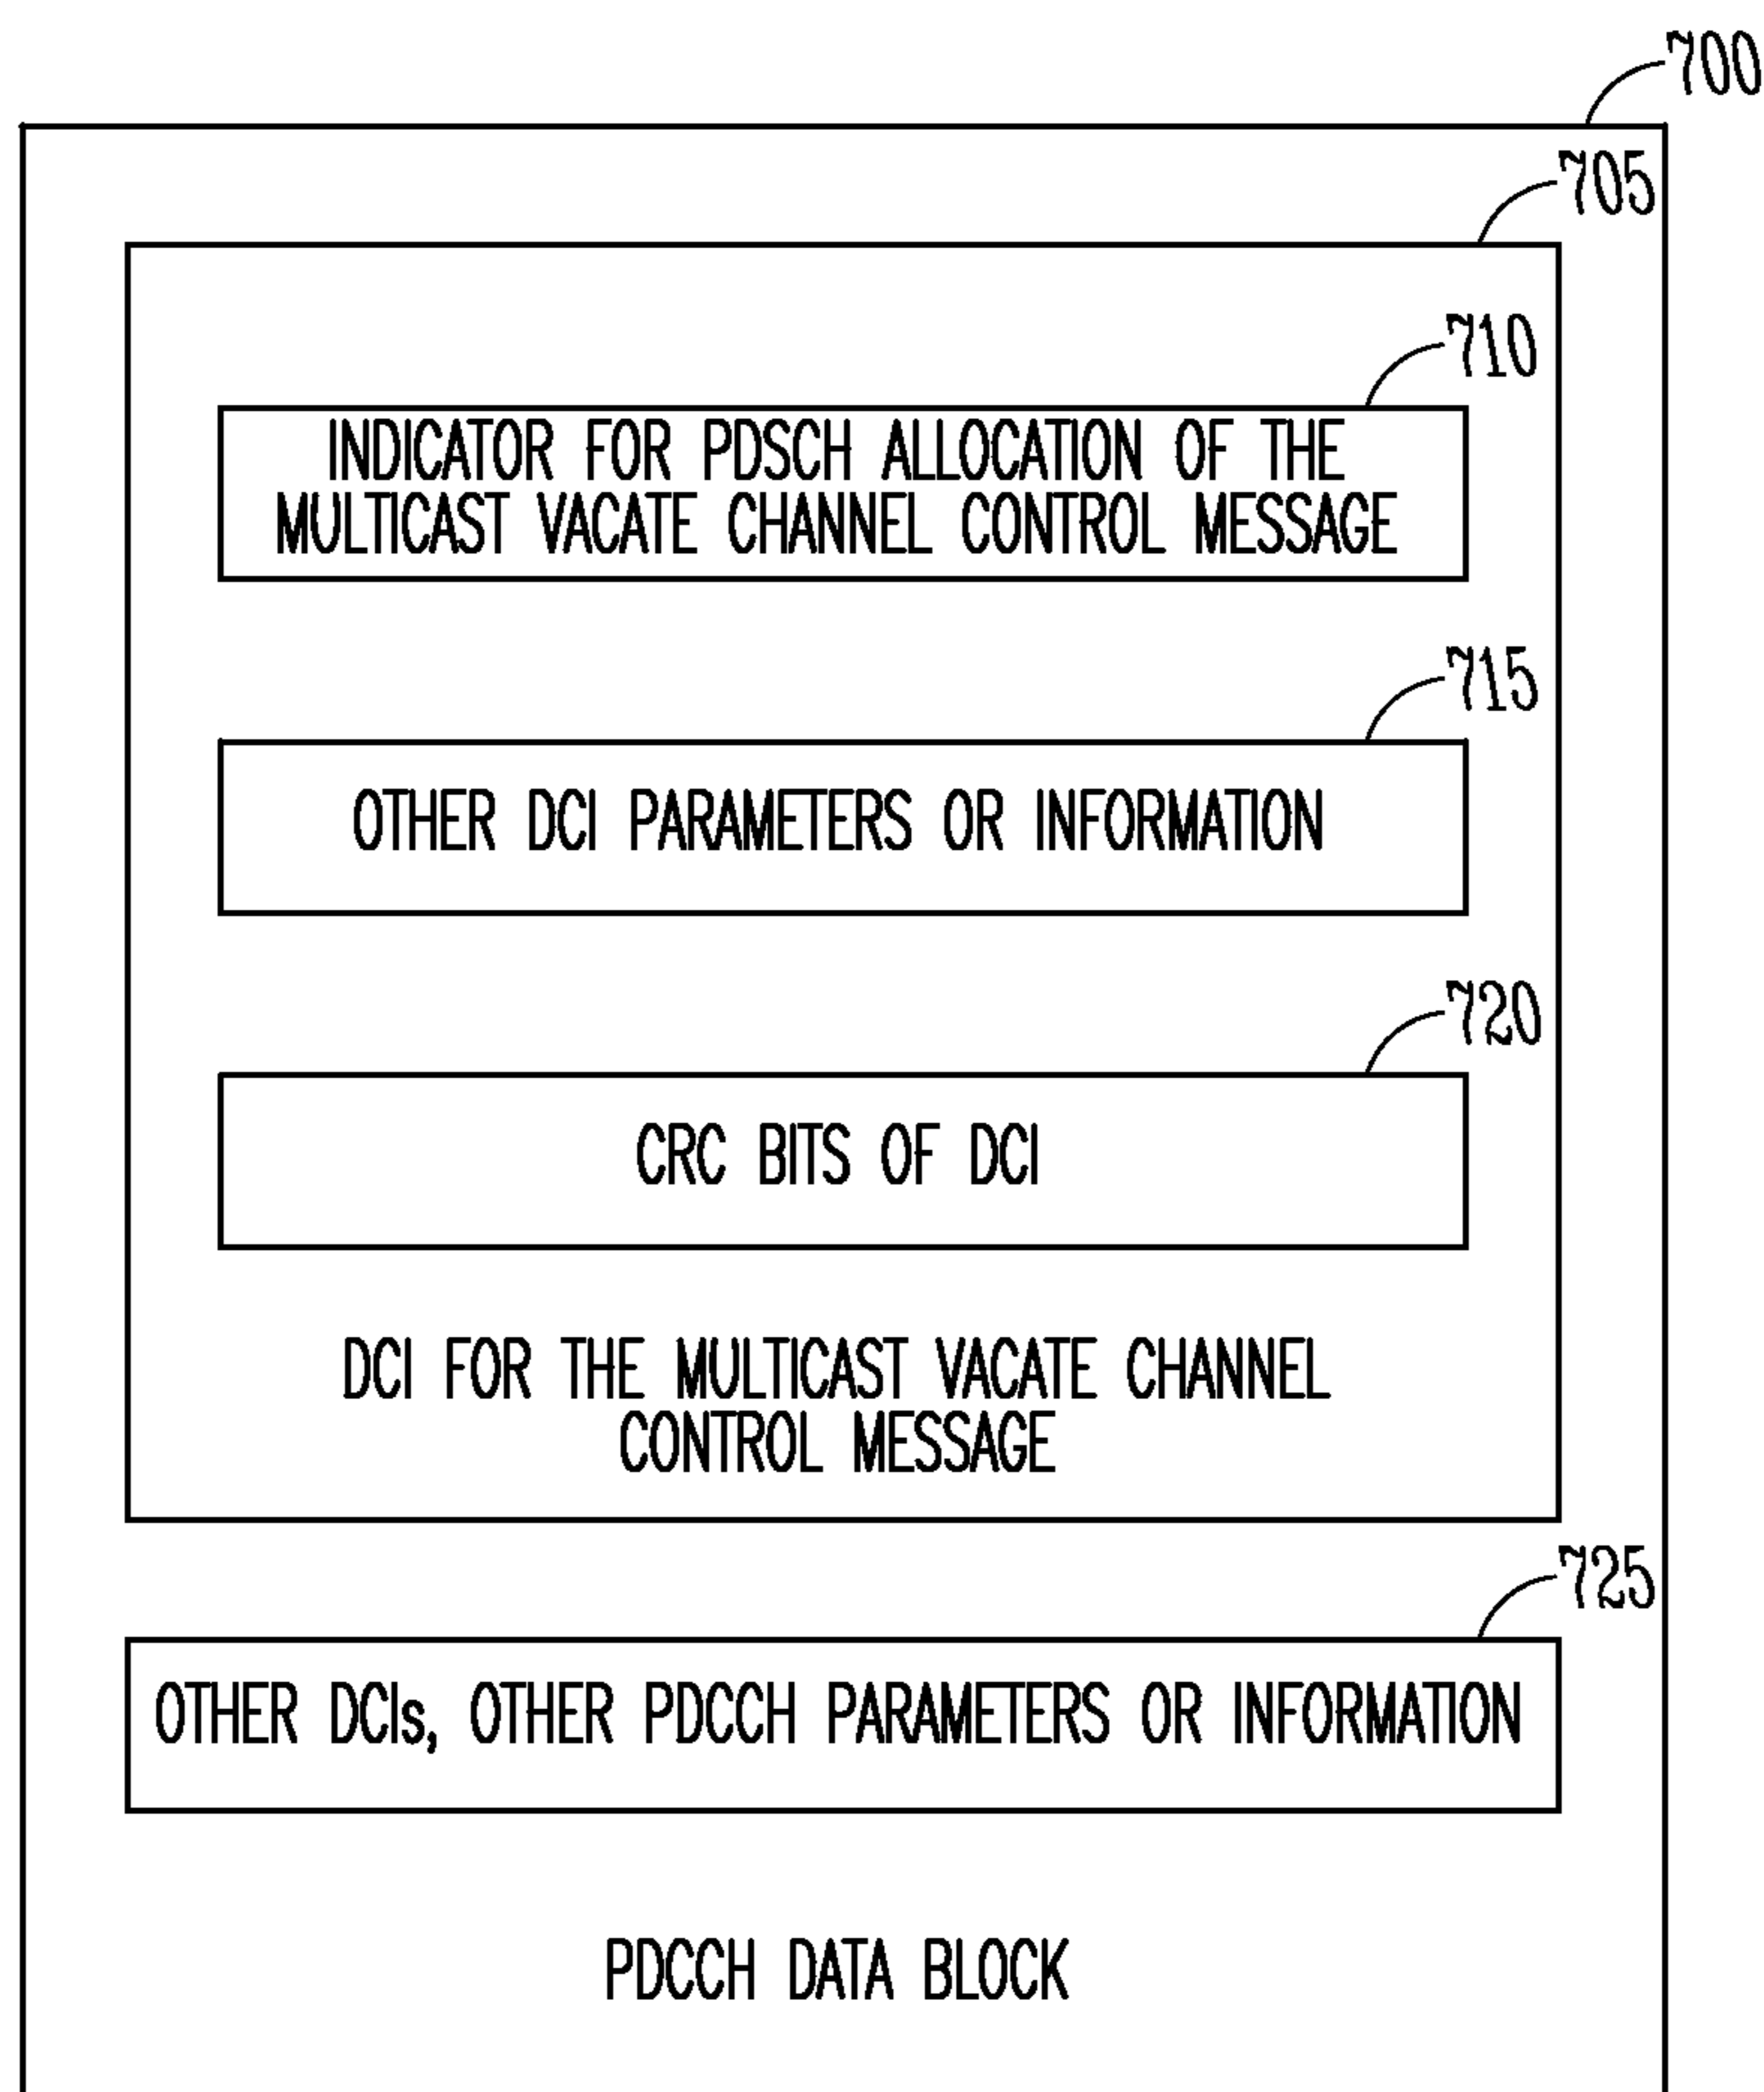 700
705
710
INDICATOR FOR PDSCH ALLOCATION OF THE
MULTICAST VACATE CHANNEL CONTROL MESSAGE
715
OTHER DCI PARAMETERS OR INFORMATION
720
CRC BITS OF DCI
DCI FOR THE MULTICAST VACATE CHANNEL
CONTROL MESSAGE
725
OTHER DCIs, OTHER PDCCH PARAMETERS OR INFORMATION
PDCCH DATA BLOCK